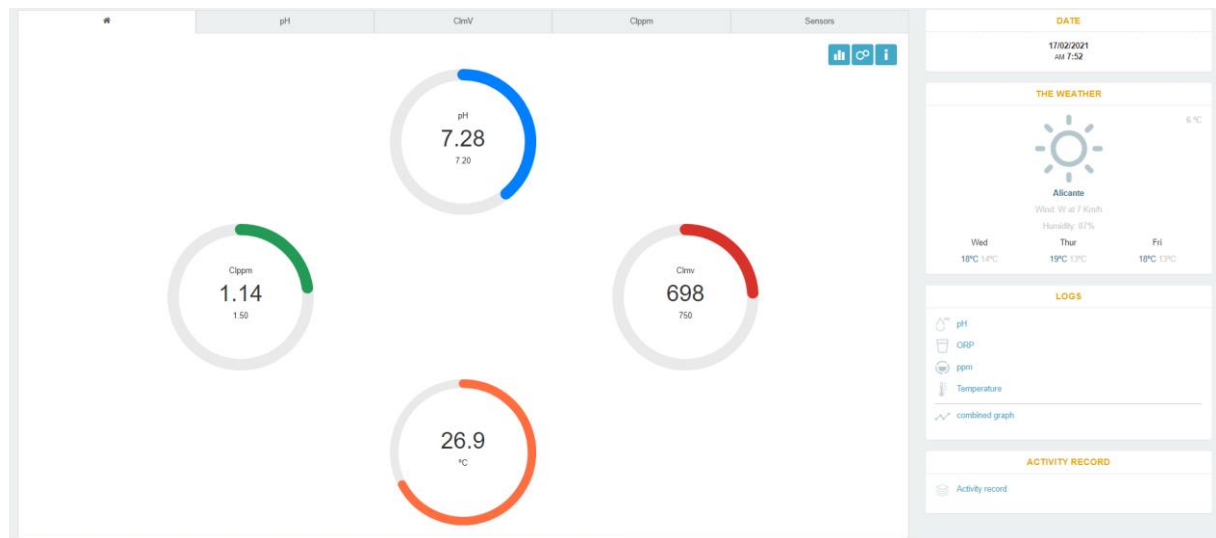 pH
ClmV
Clppm
Sensors
pH
7.28
7.20
Clppm
1.14
1.50
Clmv
698
750
26.9
ºC
DATE
17/02/2021
AM 7:52
THE WEATHER
6 ºC
Alicante
Wind: W at 7 Km/h
Humidity: 87%
Wed Thur Fri
18ºC 14ºC 19ºC 13ºC 18ºC 13ºC
LOGS
pH
ORP
ppm
Temperature
combined graph
ACTIVITY RECORD
Activity record